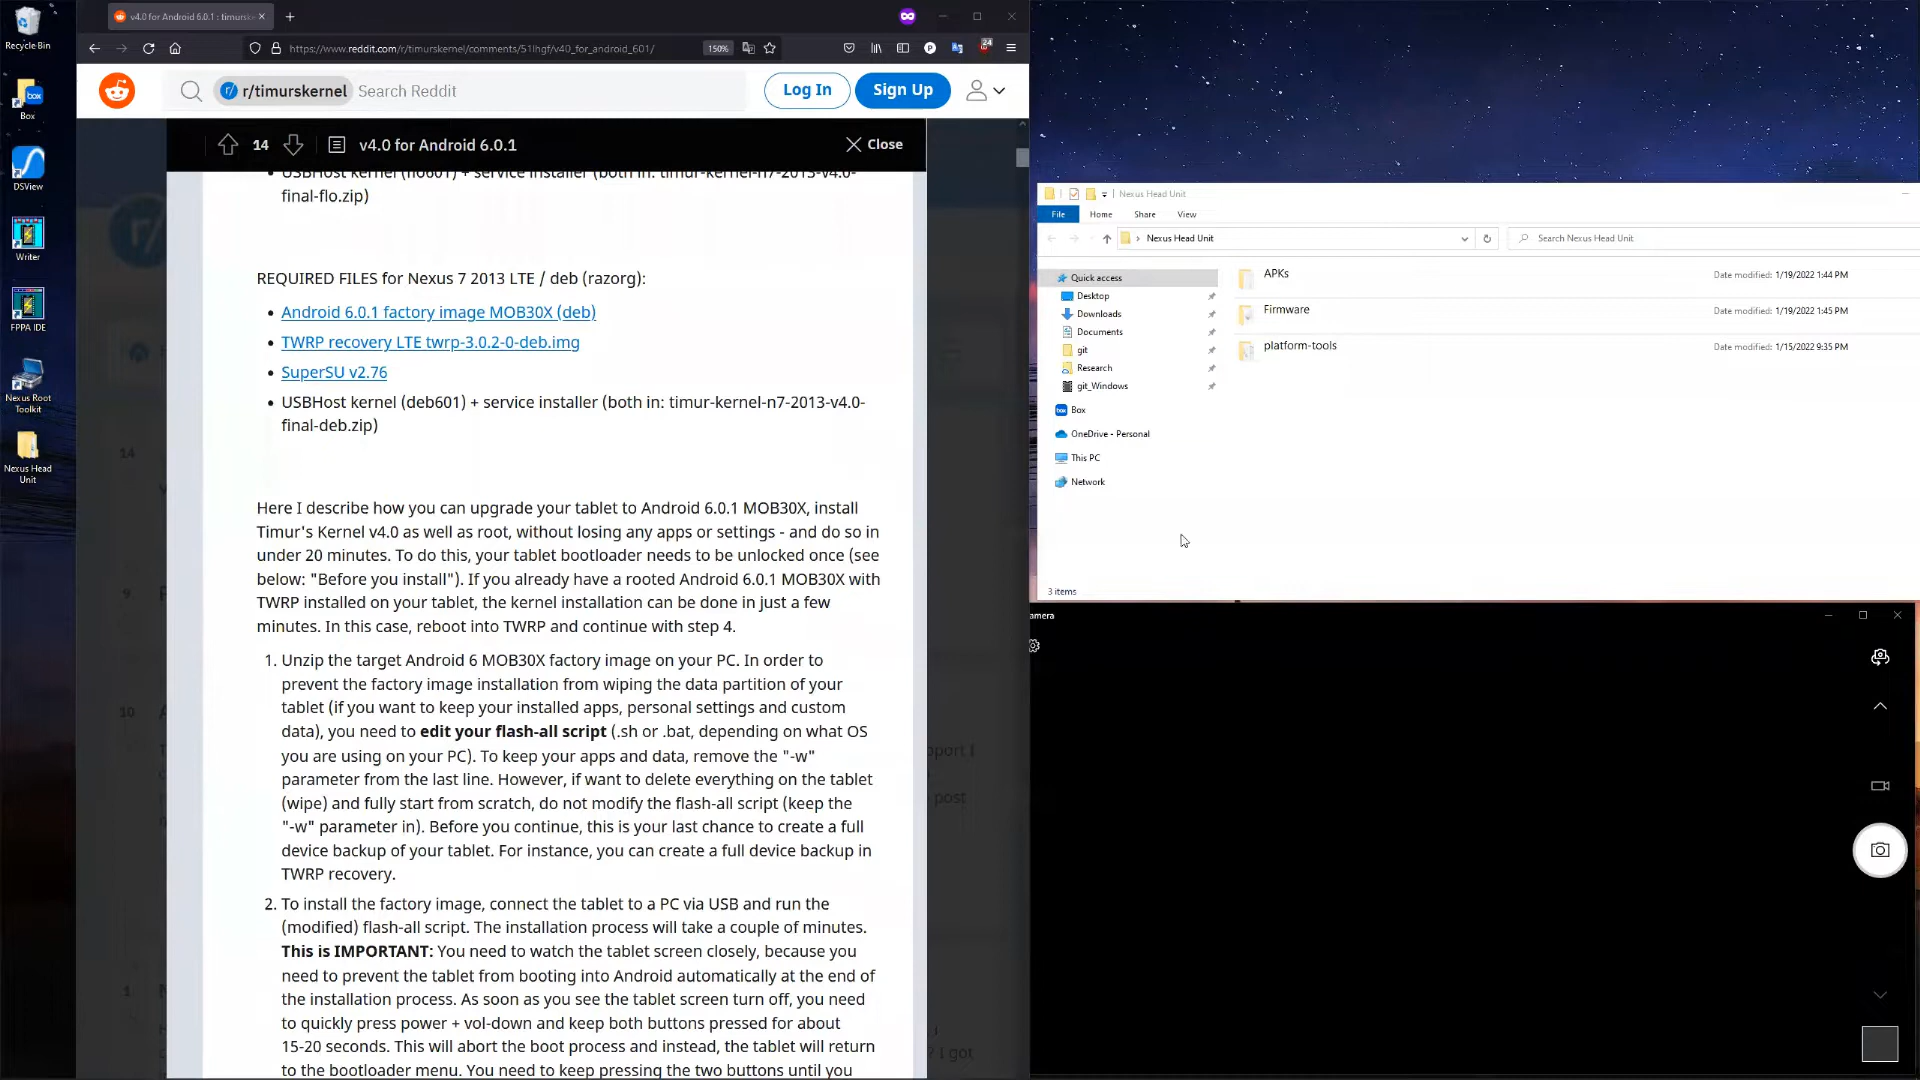 Recycle Bin
Box
DSView
Writer
FPPA IDE
Nexus Root
Toolkit
Nexus Head
Unit
v4.0 for Android 6.0.1 : timursk
https://www.reddit.com/r/timurskernel/comments/51lhgf/v40_for_android_601/
150%
24
r/timurskernel
Search Reddit
Log In
Sign Up
14
v4.0 for Android 6.0.1
Close
USBHost kernel (flo601) + service installer (both in: timur-kernel-n7-2013-v4.0-
final-flo.zip)
REQUIRED FILES for Nexus 7 2013 LTE / deb (razorg):
• Android 6.0.1 factory image MOB30X (deb)
• TWRP recovery LTE twrp-3.0.2-0-deb.img
• SuperSU v2.76
• USBHost kernel (deb601) + service installer (both in: timur-kernel-n7-2013-v4.0-
final-deb.zip)
Here I describe how you can upgrade your tablet to Android 6.0.1 MOB30X, install
Timur's Kernel v4.0 as well as root, without losing any apps or settings - and do so in
under 20 minutes. To do this, your tablet bootloader needs to be unlocked once (see
below: "Before you install"). If you already have a rooted Android 6.0.1 MOB30X with
TWRP installed on your tablet, the kernel installation can be done in just a few
minutes. In this case, reboot into TWRP and continue with step 4.
1. Unzip the target Android 6 MOB30X factory image on your PC. In order to
prevent the factory image installation from wiping the data partition of your
tablet (if you want to keep your installed apps, personal settings and custom
data), you need to edit your flash-all script (.sh or .bat, depending on what OS
you are using on your PC). To keep your apps and data, remove the "-w"
parameter from the last line. However, if want to delete everything on the tablet
(wipe) and fully start from scratch, do not modify the flash-all script (keep the
"-w" parameter in). Before you continue, this is your last chance to create a full
device backup of your tablet. For instance, you can create a full device backup in
TWRP recovery.
2. To install the factory image, connect the tablet to a PC via USB and run the
(modified) flash-all script. The installation process will take a couple of minutes.
This is IMPORTANT: You need to watch the tablet screen closely, because you
need to prevent the tablet from booting into Android automatically at the end of
the installation process. As soon as you see the tablet screen turn off, you need
to quickly press power + vol-down and keep both buttons pressed for about
15-20 seconds. This will abort the boot process and instead, the tablet will return
to the bootloader menu. You need to keep pressing the two buttons until you
14
9
10
1
port I
post
? I got
Nexus Head Unit
File
Home
Share
View
Nexus Head Unit
Search Nexus Head Unit
Quick access
Desktop
Downloads
Documents
git
Research
git_Windows
Box
OneDrive - Personal
This PC
Network
APKs
Date modified: 1/19/2022 1:44 PM
Firmware
Date modified: 1/19/2022 1:45 PM
platform-tools
Date modified: 1/15/2022 9:35 PM
3 items
amera